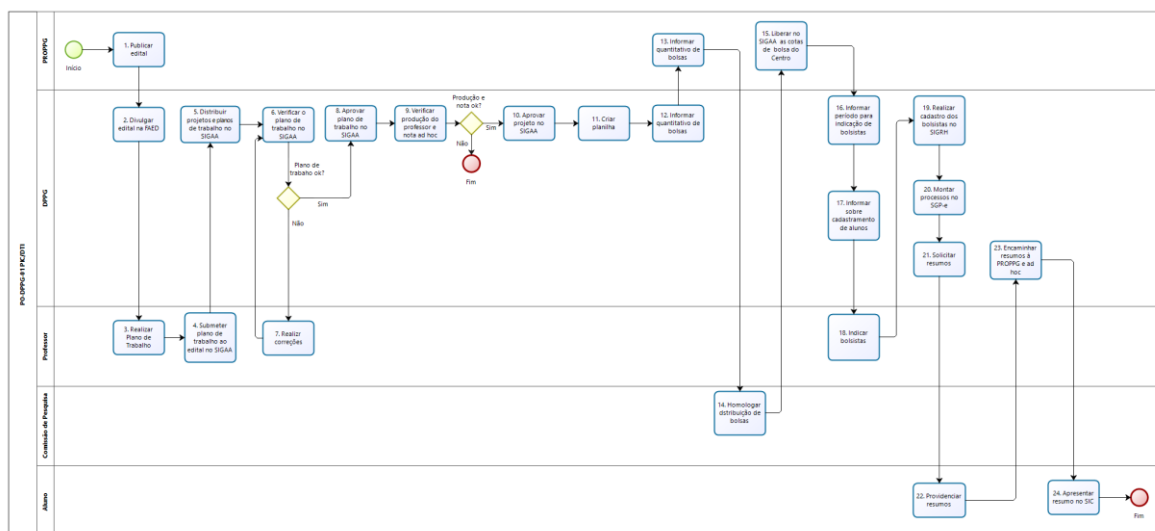 PO-DPPG-01 PIC/DTI
PROPPG
Início
1. Publicar
edital
13. Informar
quantitativo de
bolsas
15. Liberar no
SIGAA as cotas
de bolsa do
Centro
DPPG
2. Divulgar
edital na FAED
5. Distribuir
projetos e planos
de trabalho no
SIGAA
6. Verificar o
plano de
trabalho no
SIGAA
Plano de
trabalho ok?
Sim
Não
8. Aprovar
plano de
trabalho no
SIGAA
9. Verificar
produção do
professor e
nota ad hoc
Produção e
nota ok?
Sim
Não
Fim
10. Aprovar
projeto no
SIGAA
11. Criar
planilha
12. Informar
quantitativo de
bolsas
16. Informar
período para
indicação de
bolsistas
17. Informar
sobre
cadastramento
de alunos
19. Realizar
cadastro dos
bolsistas no
SIGRH
20. Montar
processos no
SGP-e
21. Solicitar
resumos
23. Encaminhar
resumos à
PROPPG e ad
hoc
Professor
3. Realizar
Plano de
Trabalho
4. Submeter
plano de
trabalho ao
edital no SIGAA
7. Realizr
correções
18. Indicar
bolsistas
Comissão de Pesquisa
14. Homologar
dstribuição de
bolsas
Aluno
22. Providenciar
resumos
24. Apresentar
resumo no SIC
Fim